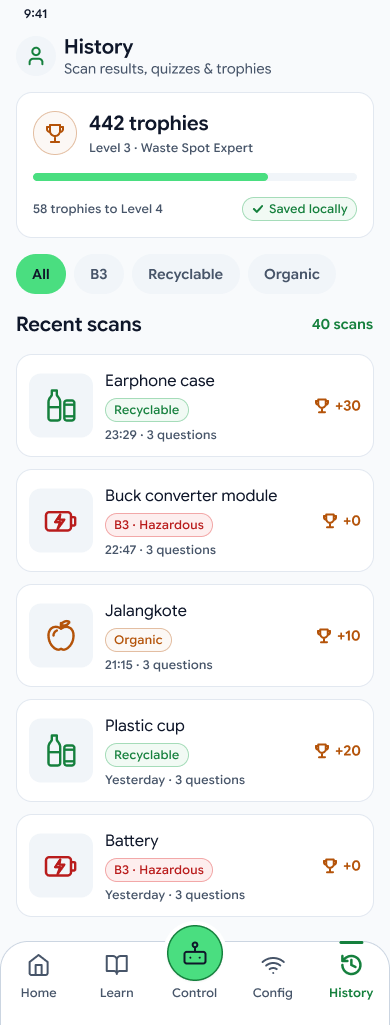 9:41
History
Scan results, quizzes & trophies
442 trophies
Level 3 · Waste Spot Expert
58 trophies to Level 4
Saved locally
All
B3
Recyclable
Organic
Recent scans
40 scans
Earphone case
Recyclable
23:29 · 3 questions
+30
Buck converter module
B3 · Hazardous
22:47 · 3 questions
+0
Jalangkote
Organic
21:15 · 3 questions
+10
Plastic cup
Recyclable
Yesterday · 3 questions
+20
Battery
B3 · Hazardous
Yesterday · 3 questions
+0
Home
Learn
Control
Config
History